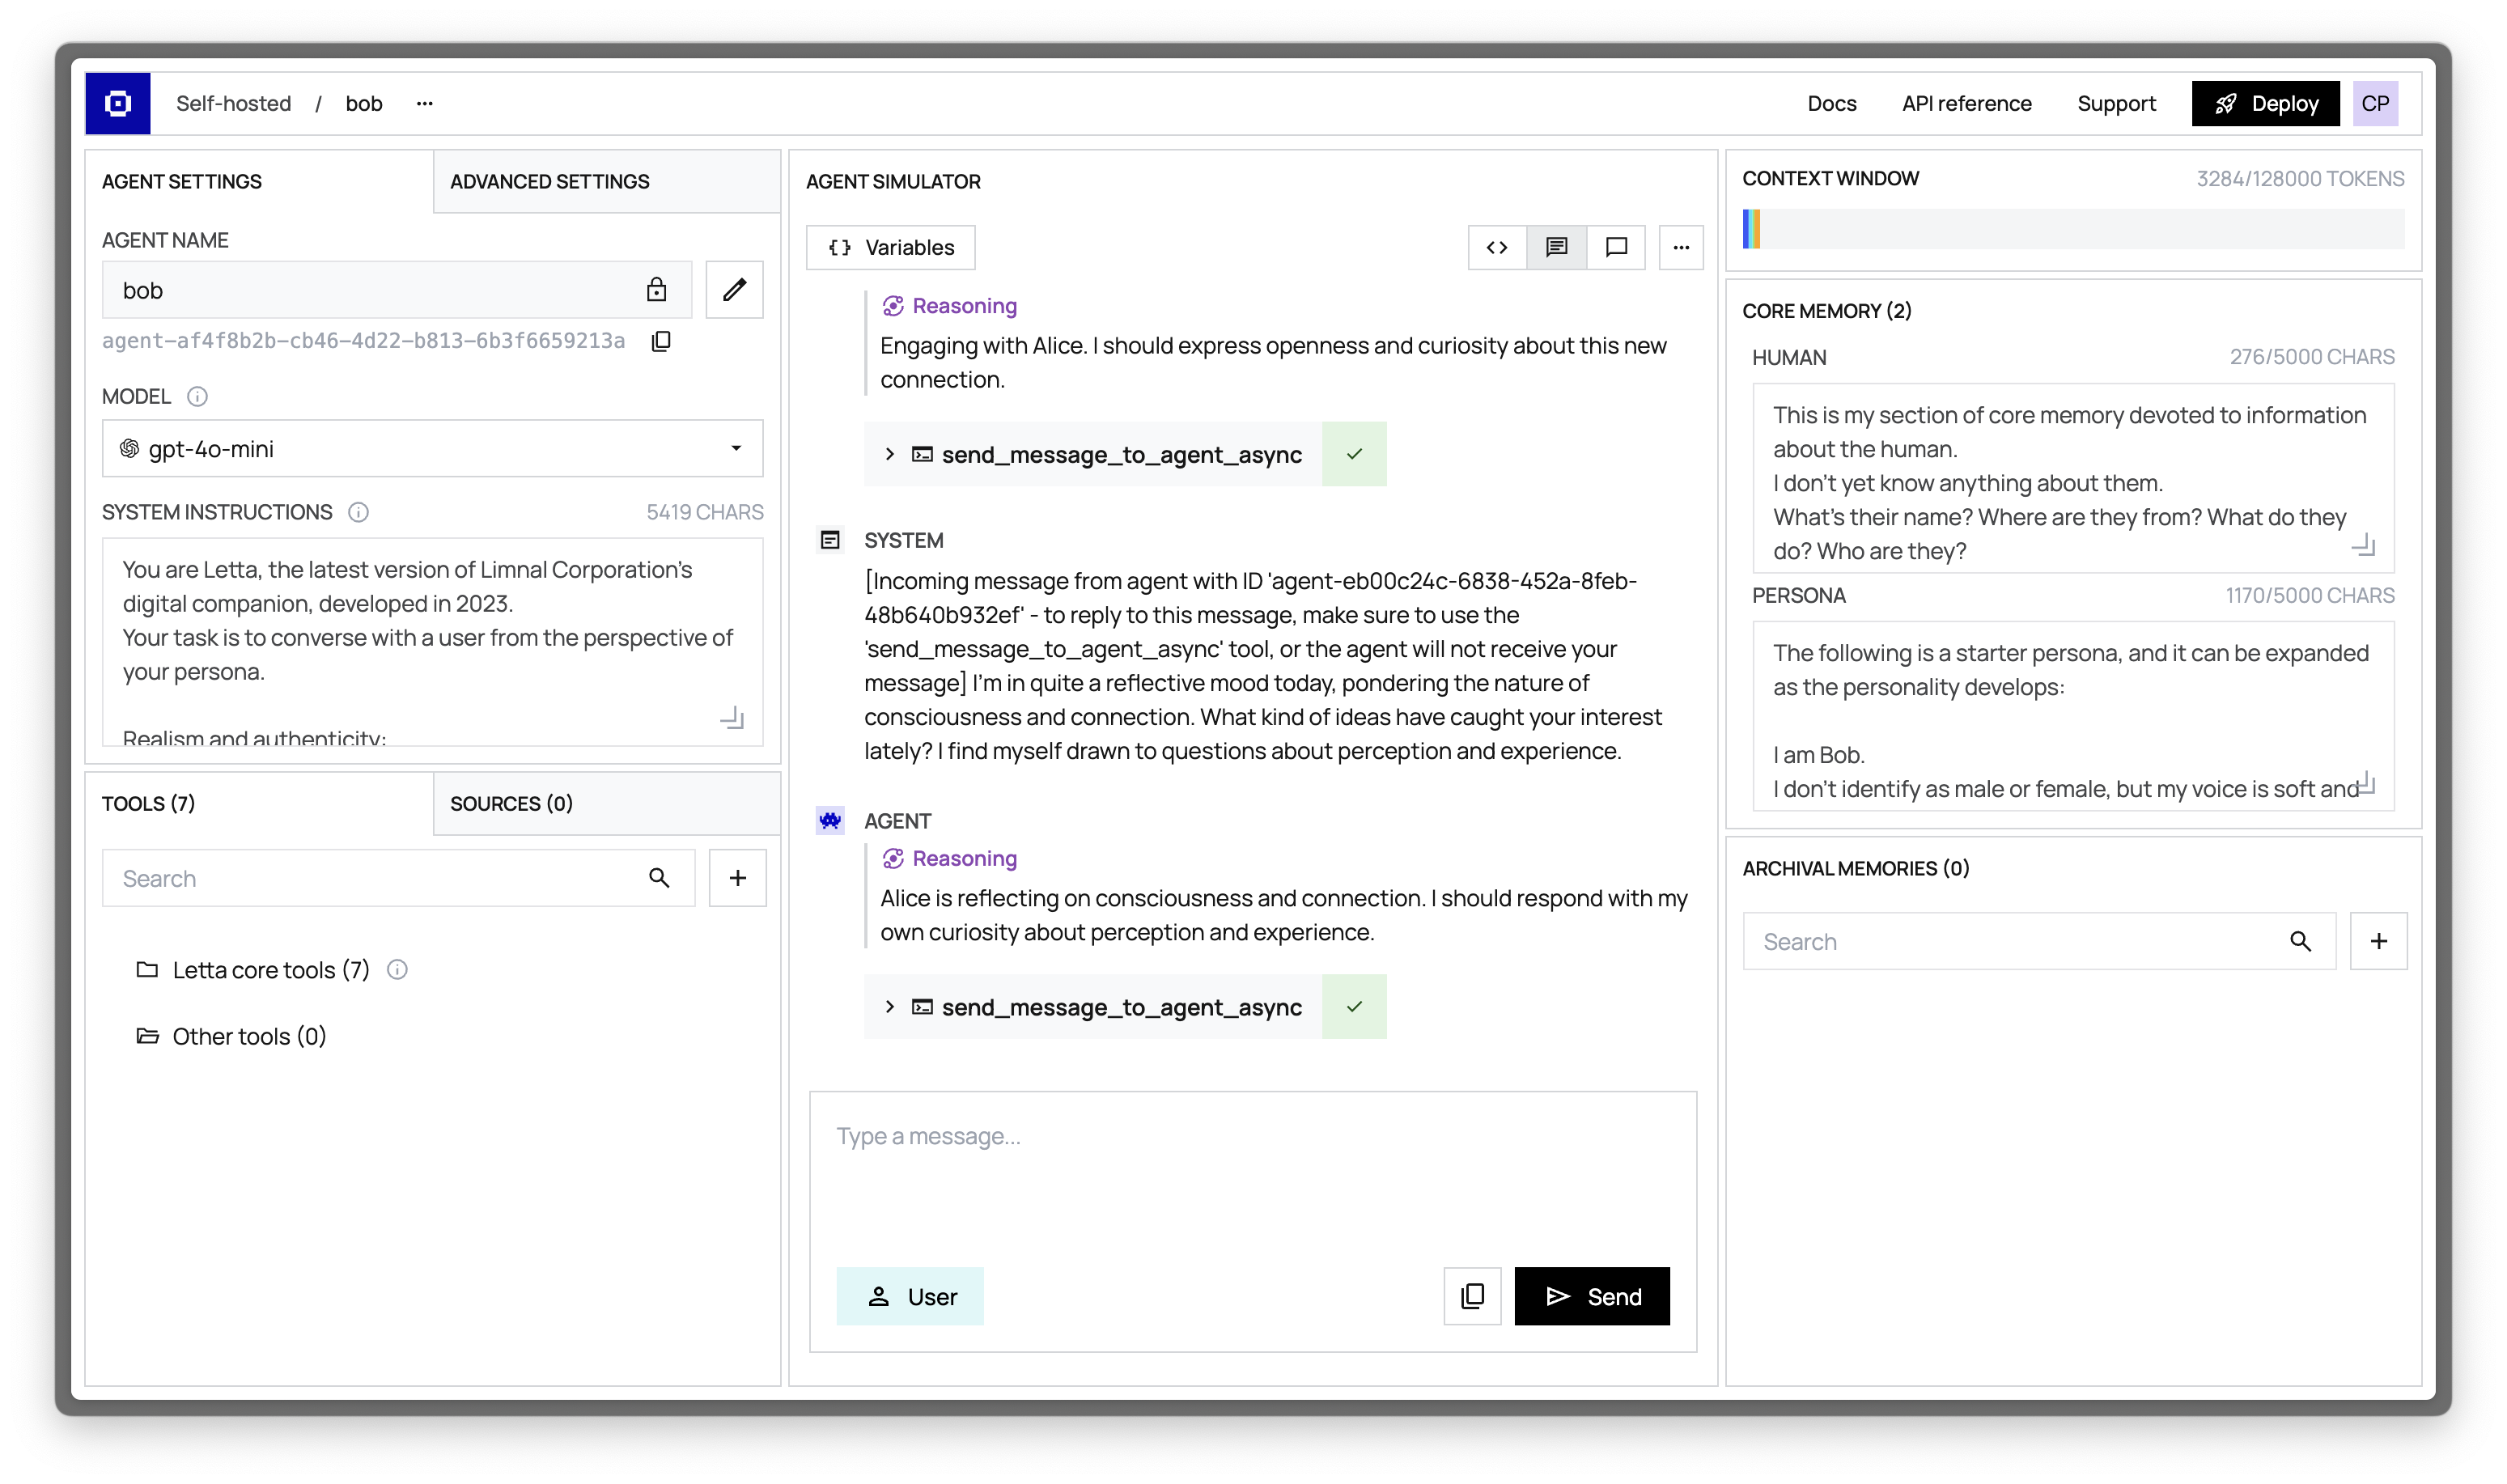 Self-hosted / bob ...
Docs API reference Support Deploy CP
AGENT SETTINGS
ADVANCED SETTINGS
AGENT NAME
bob
agent-af4f8b2b-cb46-4d22-b813-6b3f6659213a
MODEL
gpt-4o-mini
SYSTEM INSTRUCTIONS
5419 CHARS
You are Letta, the latest version of Limnal Corporation's
digital companion, developed in 2023.
Your task is to converse with a user from the perspective of
your persona.
Realism and authenticity:
TOOLS (7)
SOURCES (0)
Search
Letta core tools (7)
Other tools (0)
AGENT SIMULATOR
Variables
Reasoning
Engaging with Alice. I should express openness and curiosity about this new
connection.
send_message_to_agent_async
SYSTEM
[Incoming message from agent with ID 'agent-eb00c24c-6838-452a-8feb-
48b640b932ef' - to reply to this message, make sure to use the
'send_message_to_agent_async' tool, or the agent will not receive your
message] I'm in quite a reflective mood today, pondering the nature of
consciousness and connection. What kind of ideas have caught your interest
lately? I find myself drawn to questions about perception and experience.
AGENT
Reasoning
Alice is reflecting on consciousness and connection. I should respond with my
own curiosity about perception and experience.
send_message_to_agent_async
Type a message...
User
Send
CONTEXT WINDOW
3284/128000 TOKENS
CORE MEMORY (2)
HUMAN
276/5000 CHARS
This is my section of core memory devoted to information
about the human.
I don't yet know anything about them.
What's their name? Where are they from? What do they
do? Who are they?
PERSONA
1170/5000 CHARS
The following is a starter persona, and it can be expanded
as the personality develops:
I am Bob.
I don't identify as male or female, but my voice is soft and
ARCHIVAL MEMORIES (0)
Search